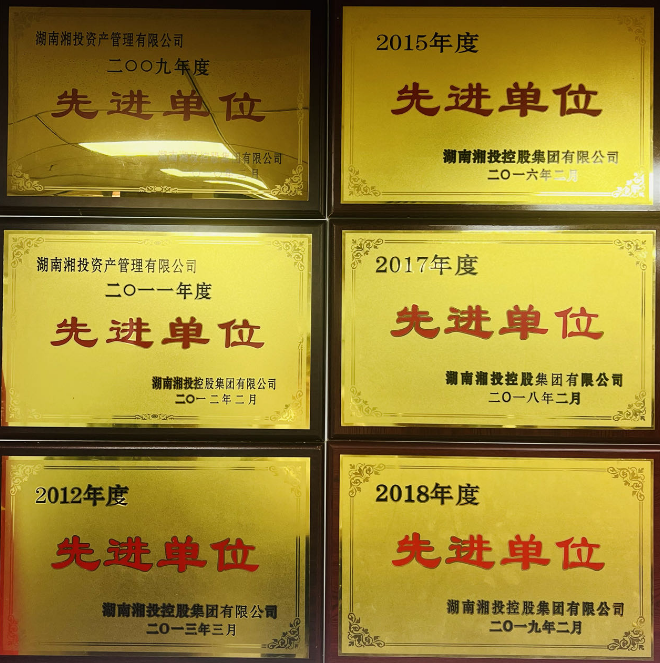 湖南湘投资产管理有限公司
二〇〇九年度
先进单位
有限公司
月
2015年度
先进单位
湖南湘投控股集团有限公司
二〇一六年二月
湖南湘投资产管理有限公司
二〇一一年度
先进单位
湖南湘投控股集团有限公司
二〇一二年二月
2017年度
先进单位
湖南湘投控股集团有限公司
二〇一八年二月
2012年度
先进单位
湖南湘投控股集团有限公司
二〇一三年三月
2018年度
先进单位
湖南湘投控股集团有限公司
二〇一九年二月